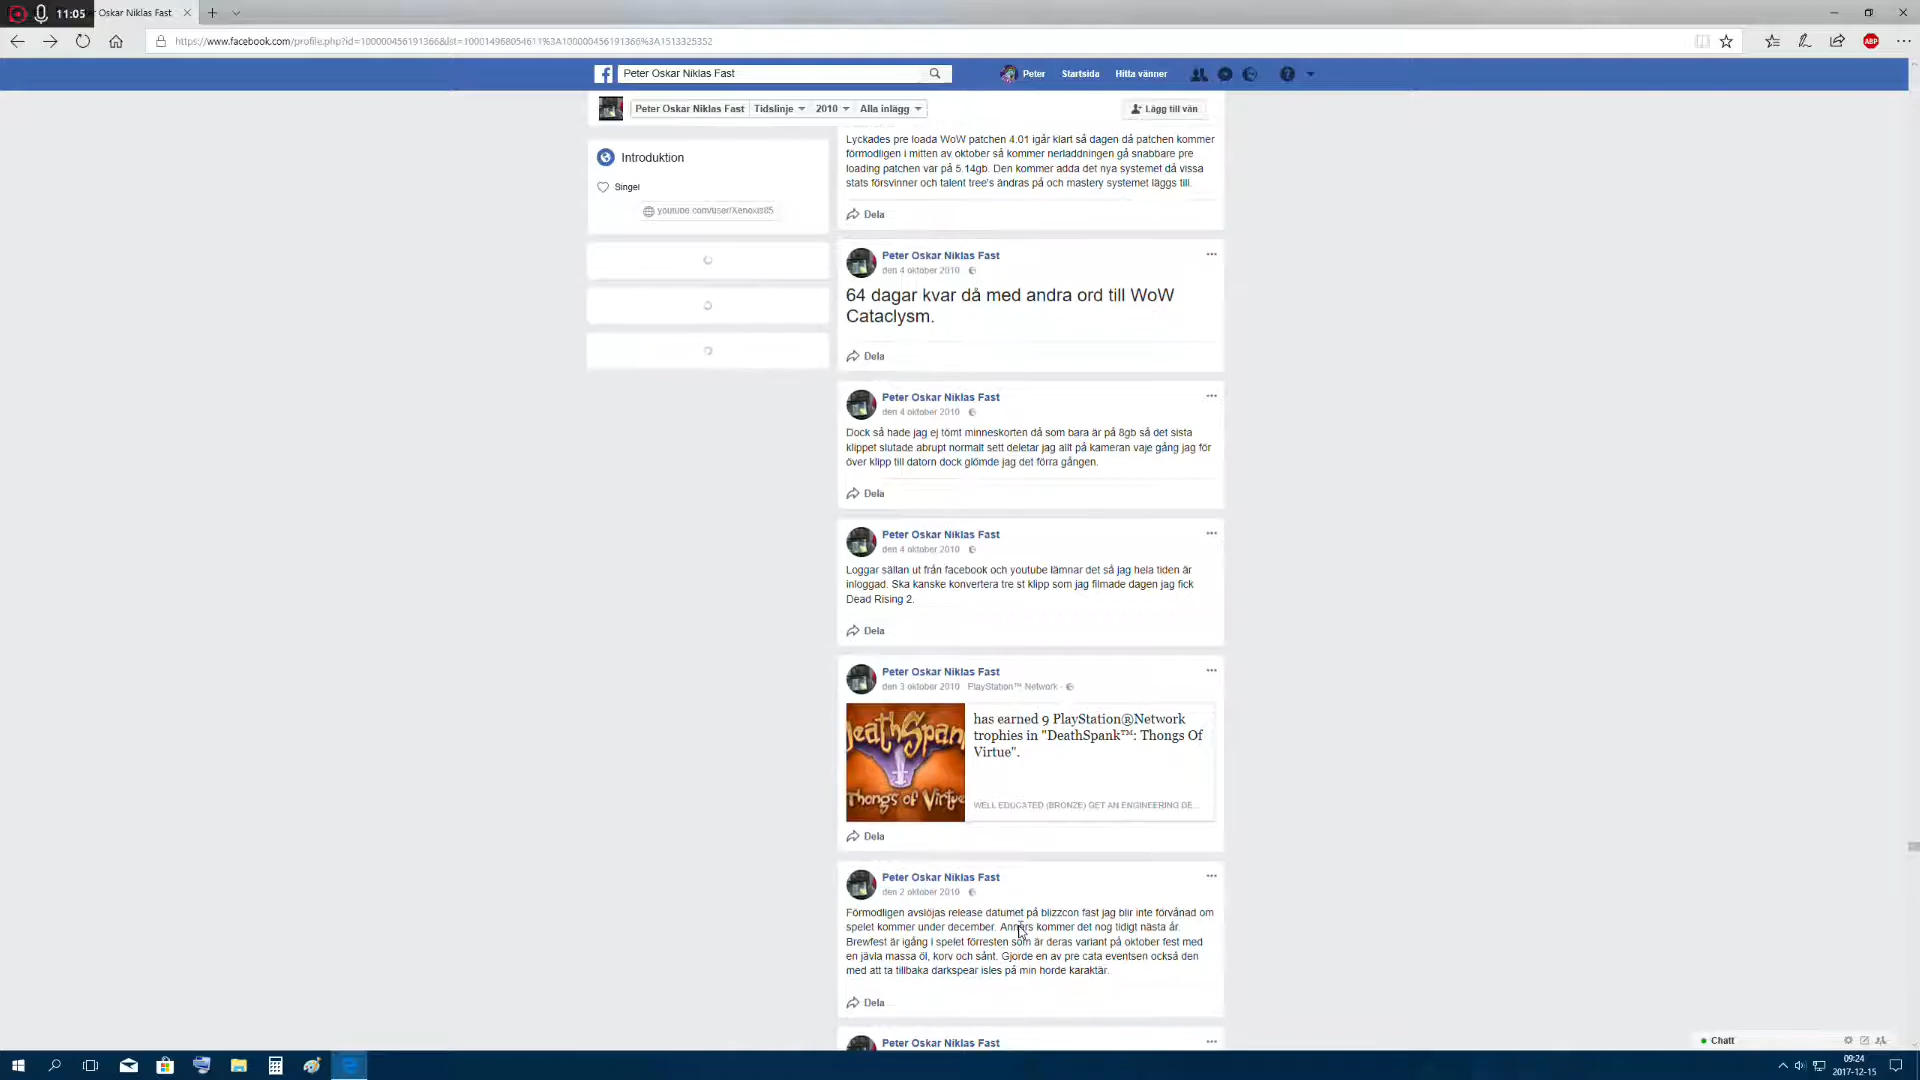 11:05
Oskar Niklas Fast
https://www.facebook.com/profile.php?id=100000456191366&lst=100014968054611%3A100000456191366%3A1513325352
ABP
Peter Oskar Niklas Fast
Peter
Startsida
Hitta vänner
Peter Oskar Niklas Fast
Tidslinje
2010
Alla inlägg
Lägg till vän
Introduktion
Singel
youtube.com/user/Xenoxis85
Lyckades pre loada WoW patchen 4.01 igår klart så dagen då patchen kommer
förmodligen i mitten av oktober så kommer nerladdningen gå snabbare pre
loading patchen var på 5.14gb. Den kommer adda det nya systemet då vissa
stats försvinner och talent tree's ändras på och mastery systemet läggs till.
Dela
Peter Oskar Niklas Fast
den 4 oktober 2010
64 dagar kvar då med andra ord till WoW
Cataclysm.
Dela
Peter Oskar Niklas Fast
den 4 oktober 2010
Dock så hade jag ej tömt minneskorten då som bara är på 8gb så det sista
klippet slutade abrupt normalt sett deletar jag allt på kameran vaje gång jag för
över klipp till datorn dock glömde jag det förra gången.
Dela
Peter Oskar Niklas Fast
den 4 oktober 2010
Loggar sällan ut från facebook och youtube lämnar det så jag hela tiden är
inloggad. Ska kanske konvertera tre st klipp som jag filmade dagen jag fick
Dead Rising 2.
Dela
Peter Oskar Niklas Fast
den 3 oktober 2010 PlayStation™ Network ·
DeathSpank
Thongs of Virtue
has earned 9 PlayStation®Network
trophies in "DeathSpank™: Thongs Of
Virtue".
WELL EDUCATED (BRONZE) GET AN ENGINEERING DE...
Dela
Peter Oskar Niklas Fast
den 2 oktober 2010
Förmodligen avslöjas release datumet på blizzcon fast jag blir inte förvånad om
spelet kommer under december. Annars kommer det nog tidigt nästa år.
Brewfest är igång i spelet förresten som är deras variant på oktober fest med
en jävla massa öl, korv och sånt. Gjorde en av pre cata eventsen också den
med att ta tillbaka darkspear isles på min horde karaktär.
Dela
Peter Oskar Niklas Fast
Chatt
09:24
2017-12-15